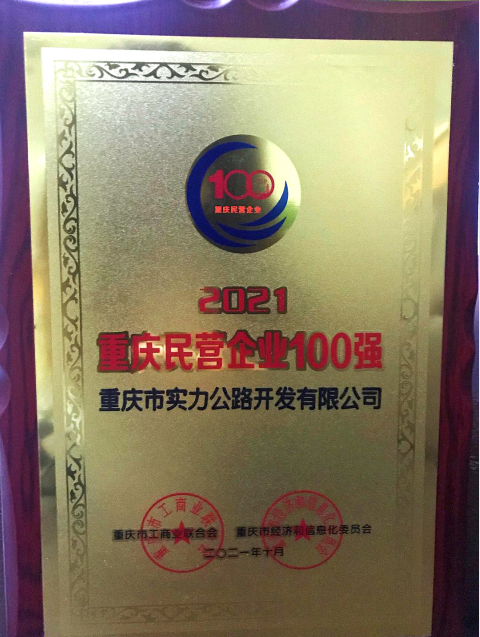 100
重庆民营企业
2021
重庆民营企业100强
重庆市实力公路开发有限公司
重庆市工商业联合会 重庆市经济和信息化委员会
二〇二一年十月